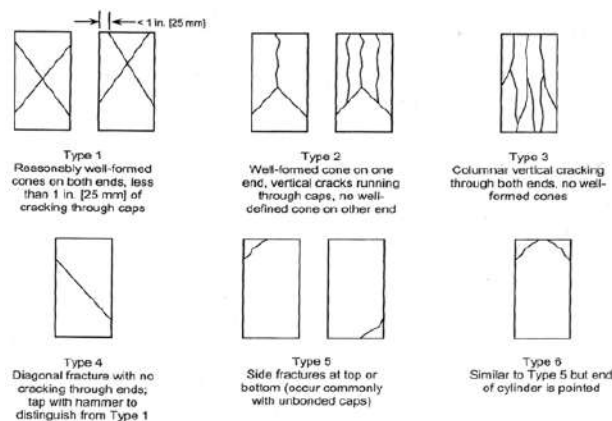 < 1 in. [25 mm]
Type 1
Reasonably well-formed
cones on both ends, less
than 1 in. [25 mm] of
cracking through caps
Type 2
Well-formed cone on one
end, vertical cracks running
through caps, no well-
defined cone on other end
Type 3
Columnar vertical cracking
through both ends, no well-
formed cones
Type 4
Diagonal fracture with no
cracking through ends;
tap with hammer to
distinguish from Type 1
Type 5
Side fractures at top or
bottom (occur commonly
with unbonded caps)
Type 6
Similar to Type 5 but end
of cylinder is pointed